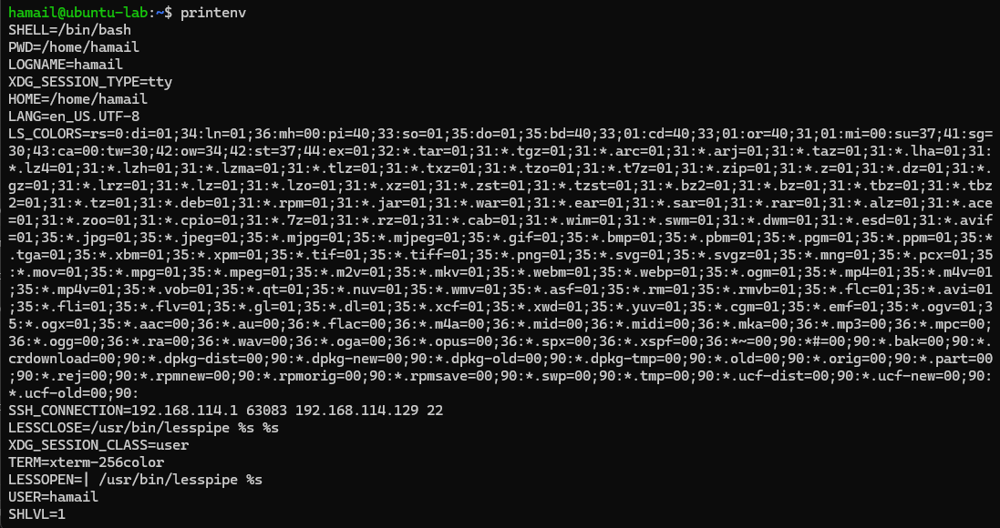 hamail@ubuntu-lab:~$ printenv
SHELL=/bin/bash
PWD=/home/hamail
LOGNAME=hamail
XDG_SESSION_TYPE=tty
HOME=/home/hamail
LANG=en_US.UTF-8
LS_COLORS=rs=0:di=01;34:ln=01;36:mh=00:pi=40;33:so=01;35:do=01;35:bd=40;33;01:cd=40;33;01:or=40;31;01:mi=00:su=37;41:sg=
30;43:ca=00:tw=30;42:ow=34;42:st=37;44:ex=01;32:*.tar=01;31:*.tgz=01;31:*.arc=01;31:*.arj=01;31:*.taz=01;31:*.lha=01;31:
*.lz4=01;31:*.lzh=01;31:*.lzma=01;31:*.tlz=01;31:*.txz=01;31:*.tzo=01;31:*.t7z=01;31:*.zip=01;31:*.z=01;31:*.dz=01;31:*.
gz=01;31:*.lrz=01;31:*.lz=01;31:*.lzo=01;31:*.xz=01;31:*.zst=01;31:*.tzst=01;31:*.bz2=01;31:*.bz=01;31:*.tbz=01;31:*.tbz
2=01;31:*.tz=01;31:*.deb=01;31:*.rpm=01;31:*.jar=01;31:*.war=01;31:*.ear=01;31:*.sar=01;31:*.rar=01;31:*.alz=01;31:*.ace
=01;31:*.zoo=01;31:*.cpio=01;31:*.7z=01;31:*.rz=01;31:*.cab=01;31:*.wim=01;31:*.swm=01;31:*.dwm=01;31:*.esd=01;31:*.avif
=01;35:*.jpg=01;35:*.jpeg=01;35:*.mjpg=01;35:*.mjpeg=01;35:*.gif=01;35:*.bmp=01;35:*.pbm=01;35:*.pgm=01;35:*.ppm=01;35:*
.tga=01;35:*.xbm=01;35:*.xpm=01;35:*.tif=01;35:*.tiff=01;35:*.png=01;35:*.svg=01;35:*.svgz=01;35:*.mng=01;35:*.pcx=01;35
:*.mov=01;35:*.mpg=01;35:*.mpeg=01;35:*.m2v=01;35:*.mkv=01;35:*.webm=01;35:*.webp=01;35:*.ogm=01;35:*.mp4=01;35:*.m4v=01
;35:*.mp4v=01;35:*.vob=01;35:*.qt=01;35:*.nuv=01;35:*.wmv=01;35:*.asf=01;35:*.rm=01;35:*.rmvb=01;35:*.flc=01;35:*.avi=01
;35:*.fli=01;35:*.flv=01;35:*.gl=01;35:*.dl=01;35:*.xcf=01;35:*.xwd=01;35:*.yuv=01;35:*.cgm=01;35:*.emf=01;35:*.ogv=01;3
5:*.ogx=01;35:*.aac=00;36:*.au=00;36:*.flac=00;36:*.m4a=00;36:*.mid=00;36:*.midi=00;36:*.mka=00;36:*.mp3=00;36:*.mpc=00;
36:*.ogg=00;36:*.ra=00;36:*.wav=00;36:*.oga=00;36:*.opus=00;36:*.spx=00;36:*.xspf=00;36:*~=00;90:*#=00;90:*.bak=00;90:*.
crdownload=00;90:*.dpkg-dist=00;90:*.dpkg-new=00;90:*.dpkg-old=00;90:*.dpkg-tmp=00;90:*.old=00;90:*.orig=00;90:*.part=00
;90:*.rej=00;90:*.rpmnew=00;90:*.rpmorig=00;90:*.rpmsave=00;90:*.swp=00;90:*.tmp=00;90:*.ucf-dist=00;90:*.ucf-new=00;90:
*.ucf-old=00;90:
SSH_CONNECTION=192.168.114.1 63083 192.168.114.129 22
LESSCLOSE=/usr/bin/lesspipe %s %s
XDG_SESSION_CLASS=user
TERM=xterm-256color
LESSOPEN=| /usr/bin/lesspipe %s
USER=hamail
SHLVL=1